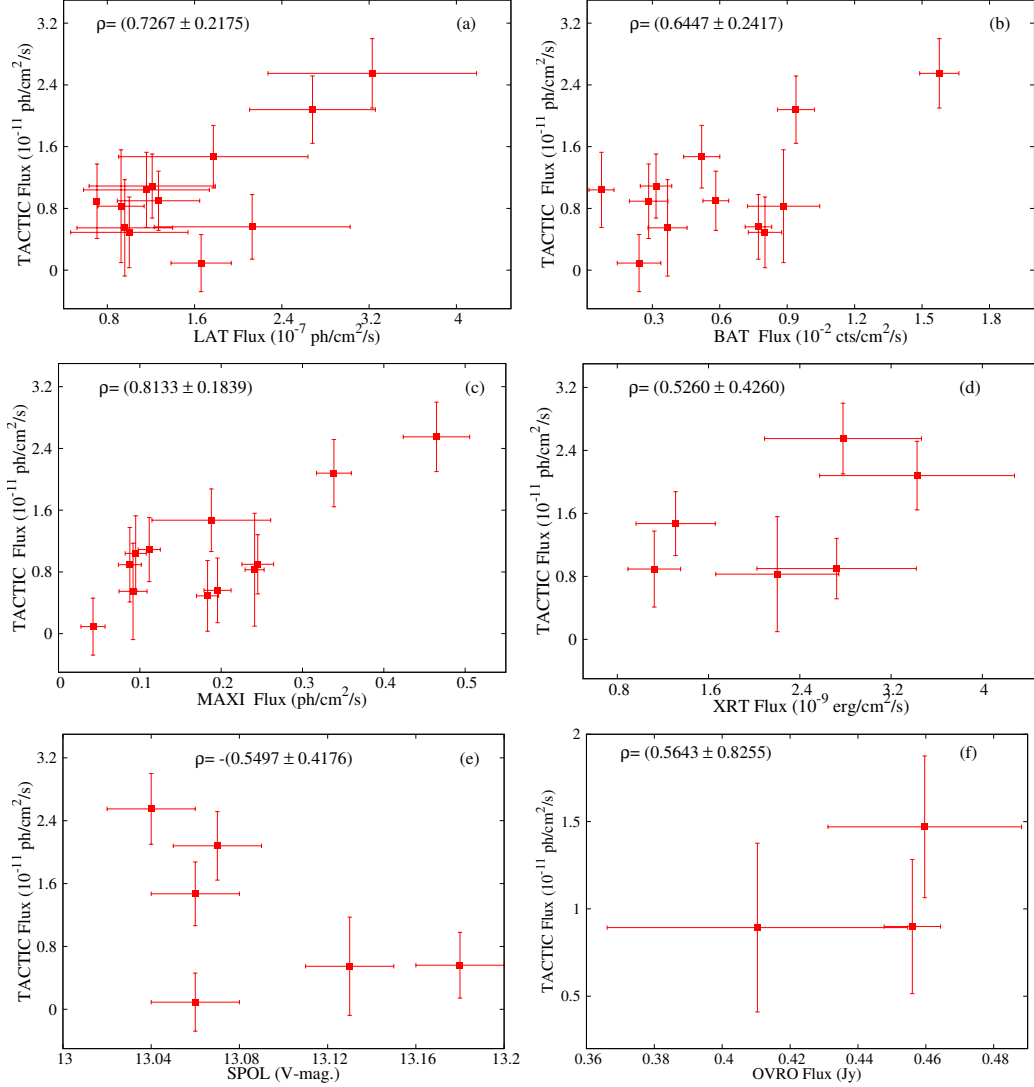 ρ= (0.7267 ± 0.2175)
(a)
TACTIC Flux (10⁻¹¹ ph/cm²/s)
3.2
2.4
1.6
0.8
0
0.8 1.6 2.4 3.2 4
LAT Flux (10⁻⁷ ph/cm²/s)
ρ= (0.6447 ± 0.2417)
(b)
TACTIC Flux (10⁻¹¹ ph/cm²/s)
3.2
2.4
1.6
0.8
0
0.3 0.6 0.9 1.2 1.5 1.8
BAT Flux (10⁻² cts/cm²/s)
ρ= (0.8133 ± 0.1839)
(c)
TACTIC Flux (10⁻¹¹ ph/cm²/s)
3.2
2.4
1.6
0.8
0
0 0.1 0.2 0.3 0.4 0.5
MAXI Flux (ph/cm²/s)
ρ= (0.5260 ± 0.4260)
(d)
TACTIC Flux (10⁻¹¹ ph/cm²/s)
3.2
2.4
1.6
0.8
0
0.8 1.6 2.4 3.2 4
XRT Flux (10⁻⁹ erg/cm²/s)
ρ= -(0.5497 ± 0.4176)
(e)
TACTIC Flux (10⁻¹¹ ph/cm²/s)
3.2
2.4
1.6
0.8
0
13 13.04 13.08 13.12 13.16 13.2
SPOL (V-mag.)
ρ= (0.5643 ± 0.8255)
(f)
TACTIC Flux (10⁻¹¹ ph/cm²/s)
2
1.5
1
0.5
0.36 0.38 0.4 0.42 0.44 0.46 0.48
OVRO Flux (Jy)